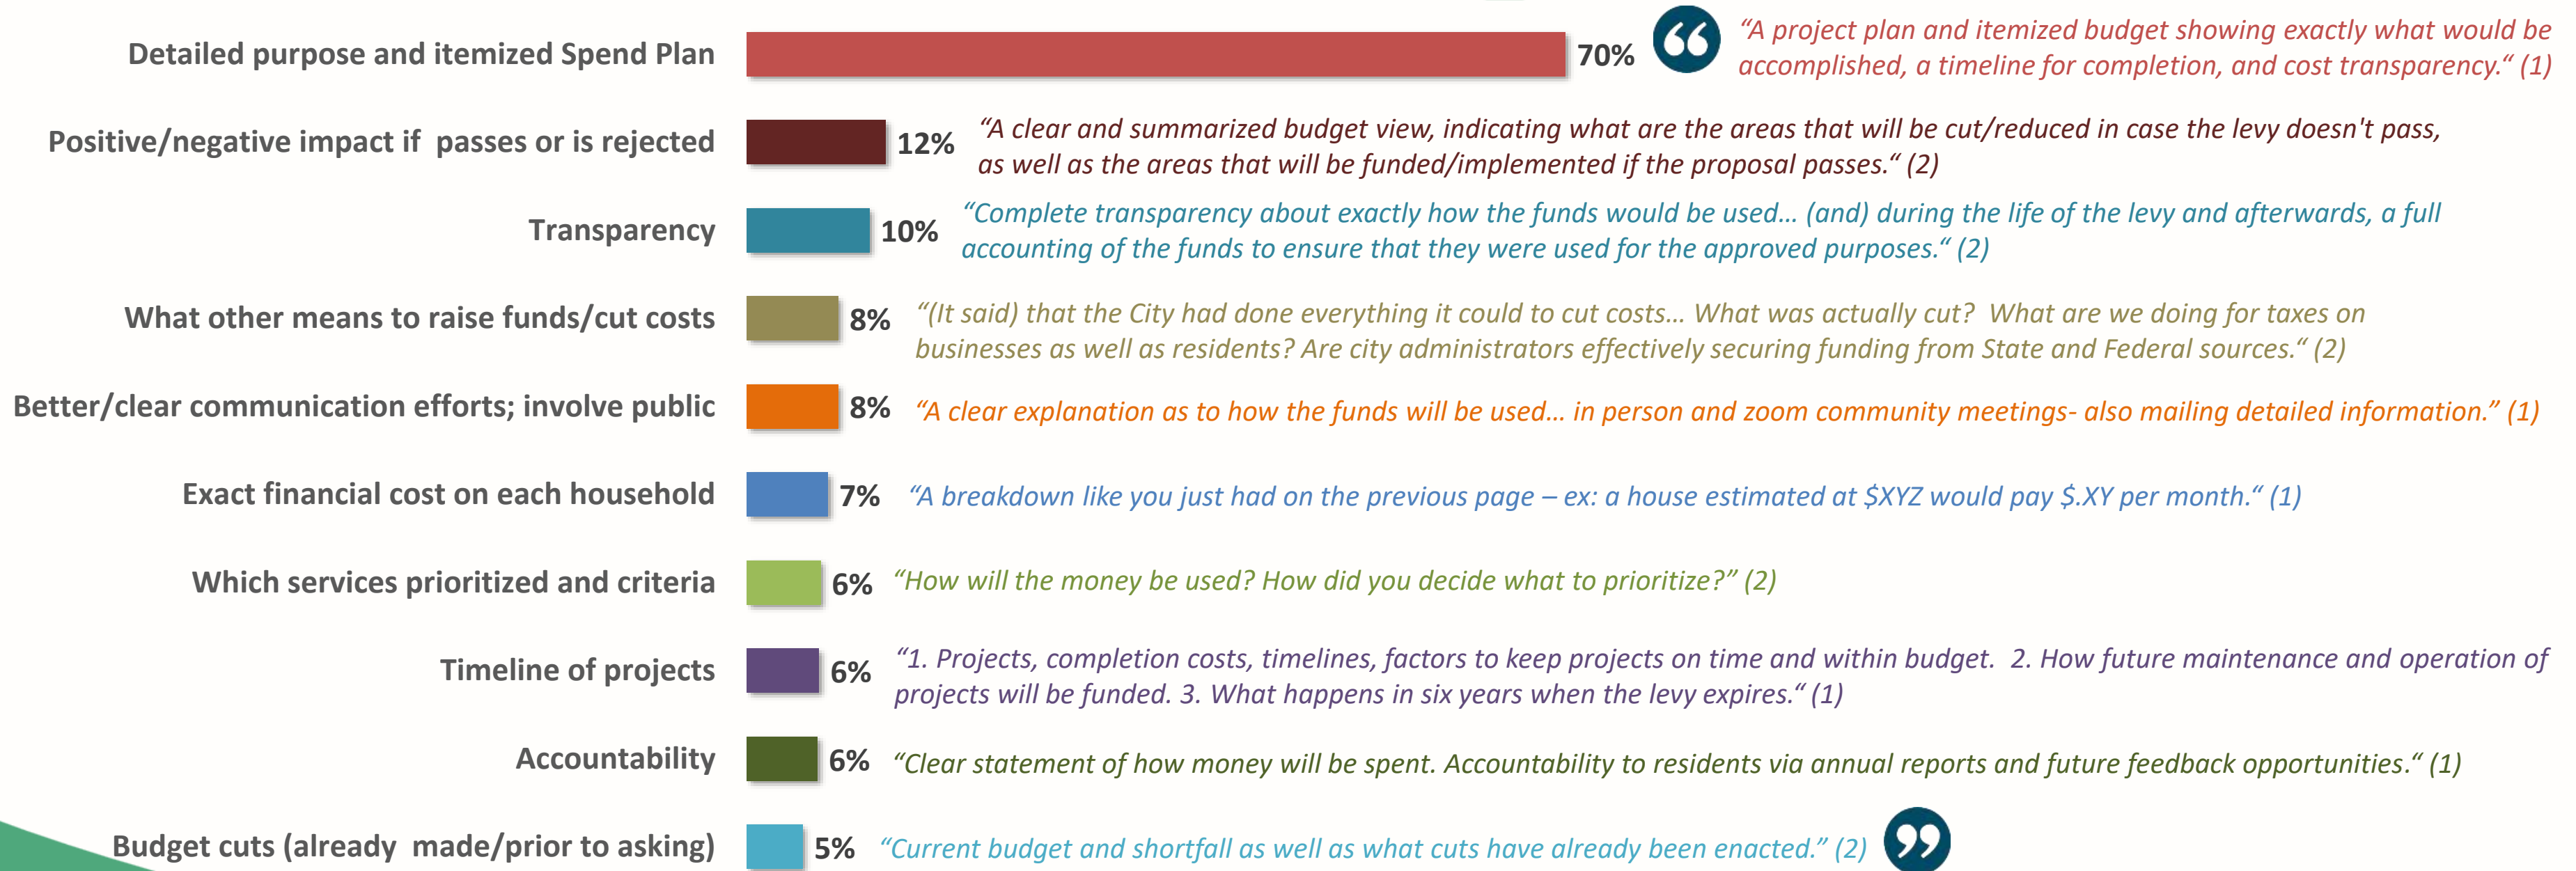 Detailed purpose and itemized Spend Plan
70%
“A project plan and itemized budget showing exactly what would be
accomplished, a timeline for completion, and cost transparency.“ (1)
Positive/negative impact if  passes or is rejected
12%
“A clear and summarized budget view, indicating what are the areas that will be cut/reduced in case the levy doesn't pass,
as well as the areas that will be funded/implemented if the proposal passes.“ (2)
Transparency
10%
“Complete transparency about exactly how the funds would be used… (and) during the life of the levy and afterwards, a full
accounting of the funds to ensure that they were used for the approved purposes.“ (2)
What other means to raise funds/cut costs
8%
“(It said) that the City had done everything it could to cut costs… What was actually cut?  What are we doing for taxes on
businesses as well as residents? Are city administrators effectively securing funding from State and Federal sources.“ (2)
Better/clear communication efforts; involve public
8%
“A clear explanation as to how the funds will be used… in person and zoom community meetings- also mailing detailed information.” (1)
Exact financial cost on each household
7%
“A breakdown like you just had on the previous page – ex: a house estimated at $XYZ would pay $.XY per month.“ (1)
Which services prioritized and criteria
6%
“How will the money be used? How did you decide what to prioritize?” (2)
Timeline of projects
6%
“1. Projects, completion costs, timelines, factors to keep projects on time and within budget.  2. How future maintenance and operation of
projects will be funded. 3. What happens in six years when the levy expires.“ (1)
Accountability
6%
“Clear statement of how money will be spent. Accountability to residents via annual reports and future feedback opportunities.“ (1)
Budget cuts (already  made/prior to asking)
5%
“Current budget and shortfall as well as what cuts have already been enacted.” (2)